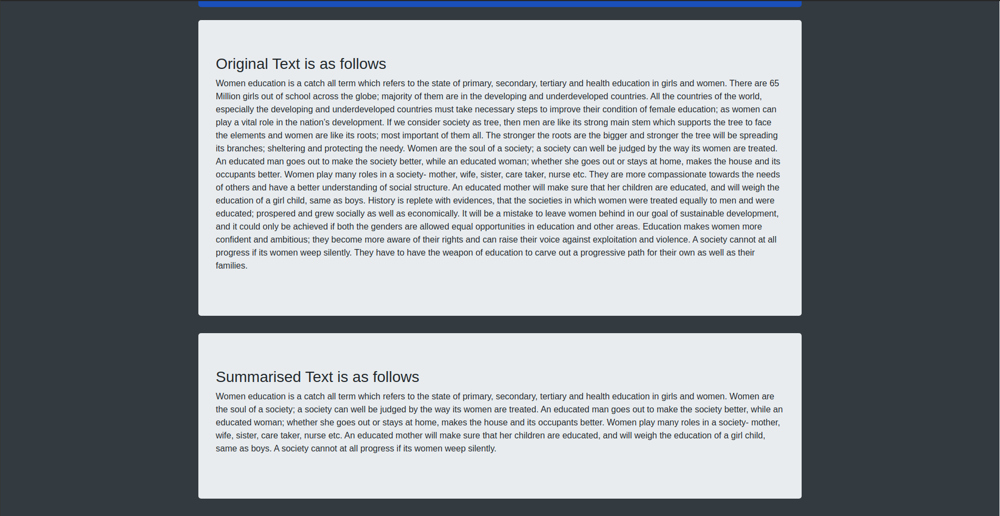 Original Text is as follows
Women education is a catch all term which refers to the state of primary, secondary, tertiary and health education in girls and women. There are 65
Million girls out of school across the globe; majority of them are in the developing and underdeveloped countries. All the countries of the world,
especially the developing and underdeveloped countries must take necessary steps to improve their condition of female education; as women can
play a vital role in the nation’s development. If we consider society as tree, then men are like its strong main stem which supports the tree to face
the elements and women are like its roots; most important of them all. The stronger the roots are the bigger and stronger the tree will be spreading
its branches; sheltering and protecting the needy. Women are the soul of a society; a society can well be judged by the way its women are treated.
An educated man goes out to make the society better, while an educated woman; whether she goes out or stays at home, makes the house and its
occupants better. Women play many roles in a society- mother, wife, sister, care taker, nurse etc. They are more compassionate towards the needs
of others and have a better understanding of social structure. An educated mother will make sure that her children are educated, and will weigh the
education of a girl child, same as boys. History is replete with evidences, that the societies in which women were treated equally to men and were
educated; prospered and grew socially as well as economically. It will be a mistake to leave women behind in our goal of sustainable development,
and it could only be achieved if both the genders are allowed equal opportunities in education and other areas. Education makes women more
confident and ambitious; they become more aware of their rights and can raise their voice against exploitation and violence. A society cannot at all
progress if its women weep silently. They have to have the weapon of education to carve out a progressive path for their own as well as their
families.
Summarised Text is as follows
Women education is a catch all term which refers to the state of primary, secondary, tertiary and health education in girls and women. Women are
the soul of a society; a society can well be judged by the way its women are treated. An educated man goes out to make the society better, while an
educated woman; whether she goes out or stays at home, makes the house and its occupants better. Women play many roles in a society- mother,
wife, sister, care taker, nurse etc. An educated mother will make sure that her children are educated, and will weigh the education of a girl child,
same as boys. A society cannot at all progress if its women weep silently.